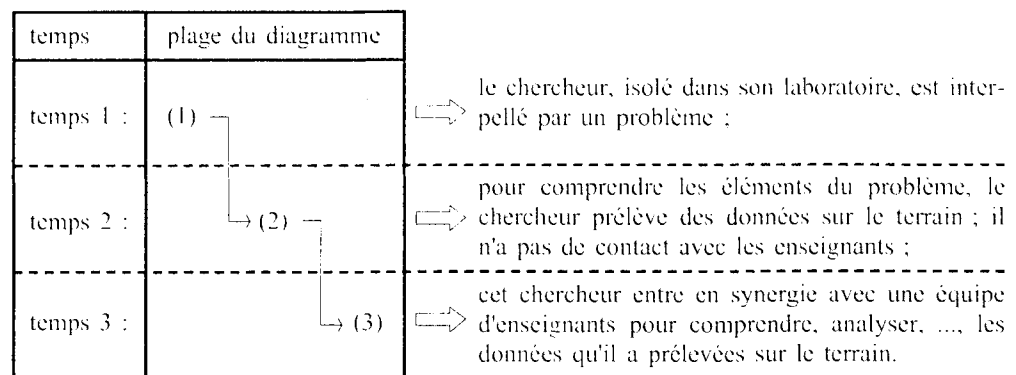 temps plage du diagramme
le chercheur, isolé dans son laboratoire, est inter-
temps 1 : (1)
pellé par un problème ;
pour comprendre les éléments du problème, le
temps 2 : (2) chercheur prélève des données sur le terrain ; il
n'a pas de contact avec les enseignants ;
cet chercheur entre en synergie avec une équipe
temps 3 : (3) d'enseignants pour comprendre, analyser, ..., les
données qu'il a prélevées sur le terrain.